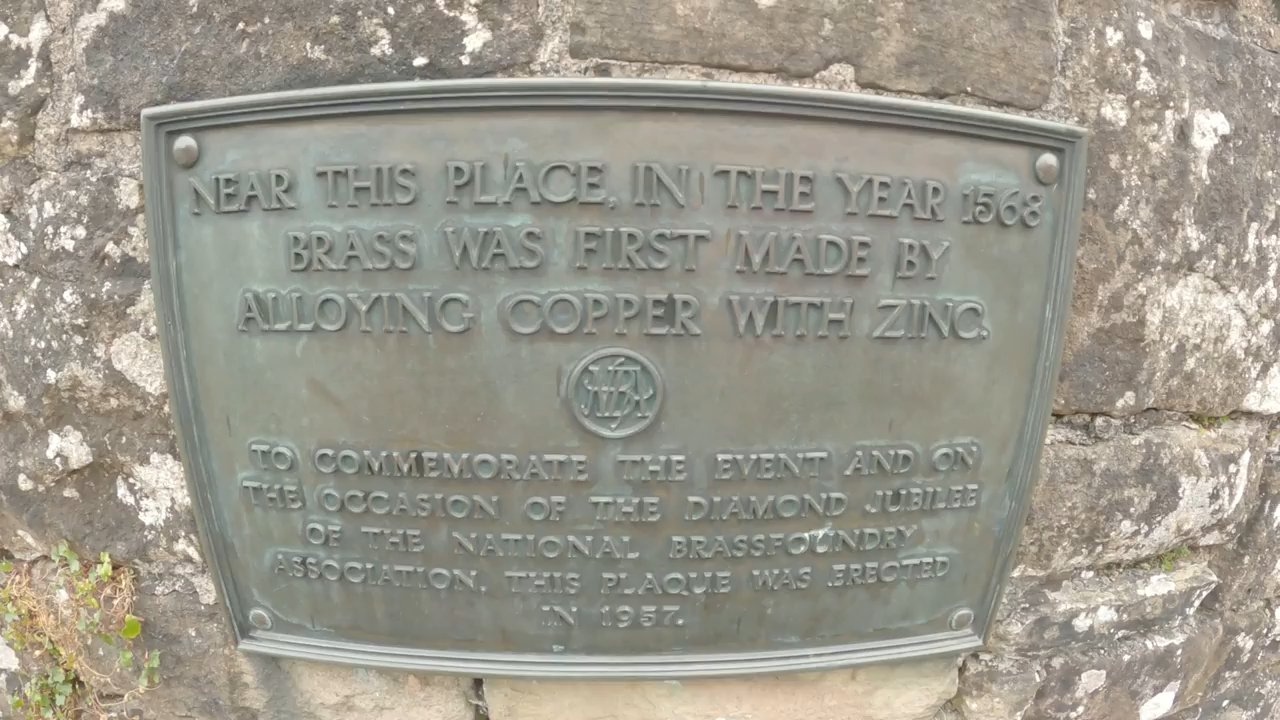 NEAR THIS PLACE, IN THE YEAR 1568
BRASS WAS FIRST MADE BY
ALLOYING COPPER WITH ZINC.
NBA
TO COMMEMORATE THE EVENT AND ON
THE OCCASION OF THE DIAMOND JUBILEE
OF THE NATIONAL BRASSFOUNDRY
ASSOCIATION, THIS PLAQUE WAS ERECTED
IN 1957.